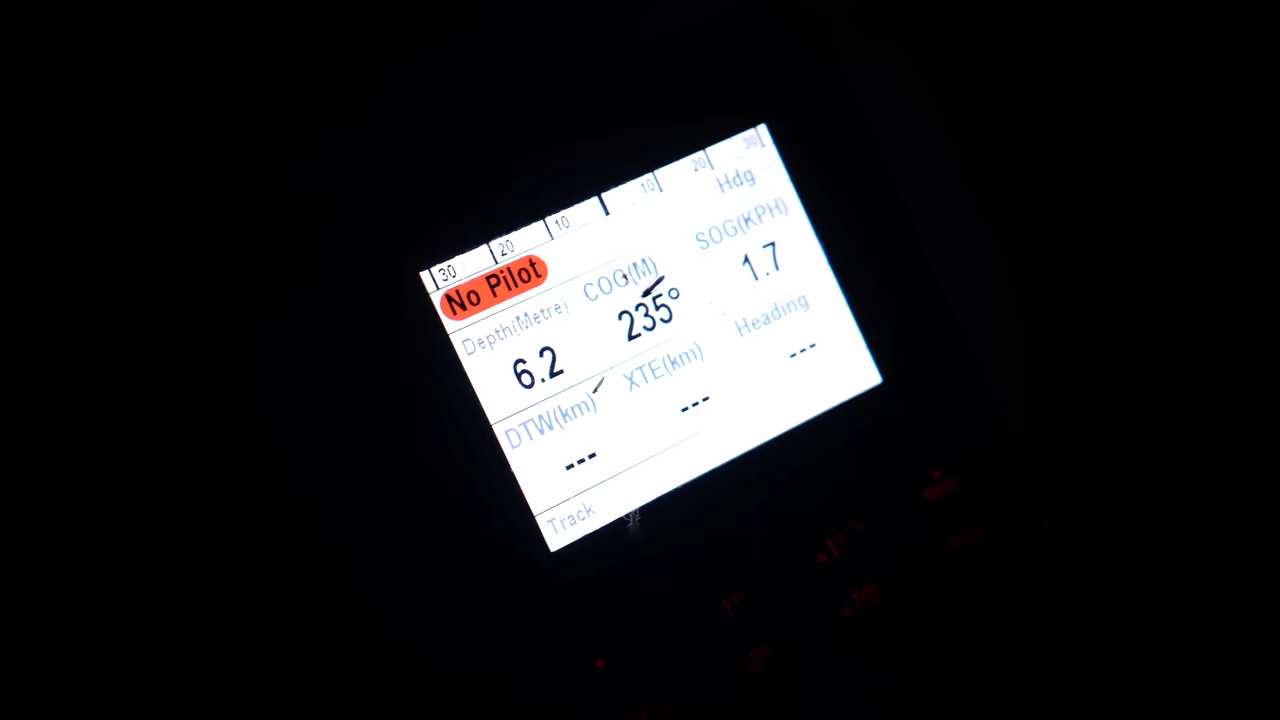 30 20 10 10 20 30
No Pilot Hdg
Depth(Metre) COG(M) SOG(KPH)
6.2 235° 1.7
DTW(km) XTE(km) Heading
--- --- ---
Track
+1°